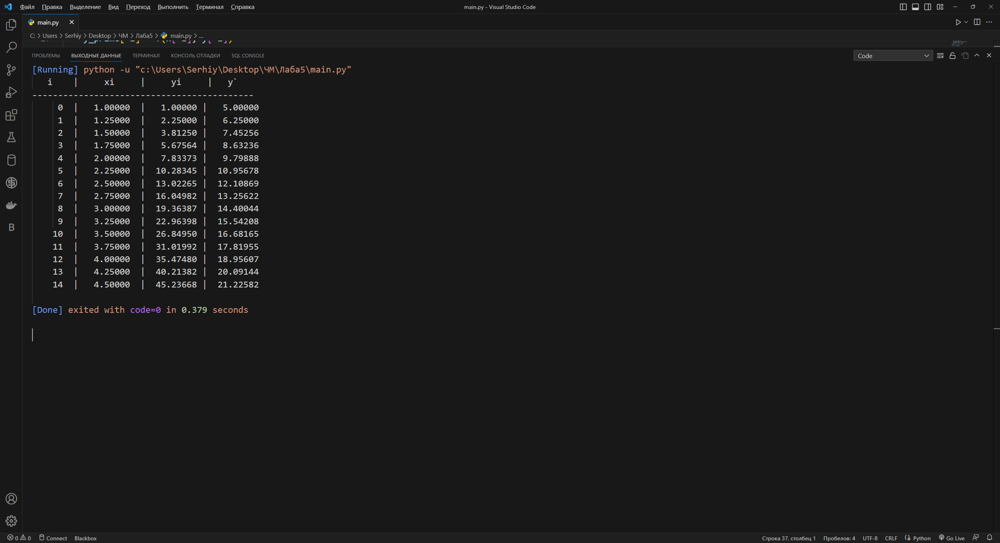 Файл Правка Выделение Вид Переход Выполнить Терминал Справка main.py - Visual Studio Code
main.py
C: > Users > Serhiy > Desktop > ЧМ > Лаба5 > main.py > ...
ПРОБЛЕМЫ ВЫХОДНЫЕ ДАННЫЕ ТЕРМИНАЛ КОНСОЛЬ ОТЛАДКИ SQL CONSOLE Code
[Running] python -u "c:\Users\Serhiy\Desktop\ЧМ\Лаба5\main.py"
i | xi | yi | y`
-------------------------------------------
0 | 1.00000 | 1.00000 | 5.00000
1 | 1.25000 | 2.25000 | 6.25000
2 | 1.50000 | 3.81250 | 7.45256
3 | 1.75000 | 5.67564 | 8.63236
4 | 2.00000 | 7.83373 | 9.79888
5 | 2.25000 | 10.28345 | 10.95678
6 | 2.50000 | 13.02265 | 12.10869
7 | 2.75000 | 16.04982 | 13.25622
8 | 3.00000 | 19.36387 | 14.40044
9 | 3.25000 | 22.96398 | 15.54208
10 | 3.50000 | 26.84950 | 16.68165
11 | 3.75000 | 31.01992 | 17.81955
12 | 4.00000 | 35.47480 | 18.95607
13 | 4.25000 | 40.21382 | 20.09144
14 | 4.50000 | 45.23668 | 21.22582
[Done] exited with code=0 in 0.379 seconds
B
0 0 Connect Blackbox Строка 37, столбец 1 Пробелов: 4 UTF-8 CRLF Python Go Live